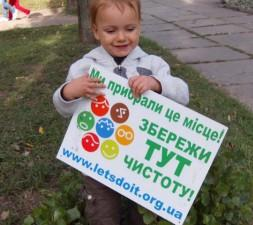 Ми прибрали це місце!
ЗБЕРЕЖИ
ТУТ
ЧИСТОТУ!
www.letsdoit.org.ua